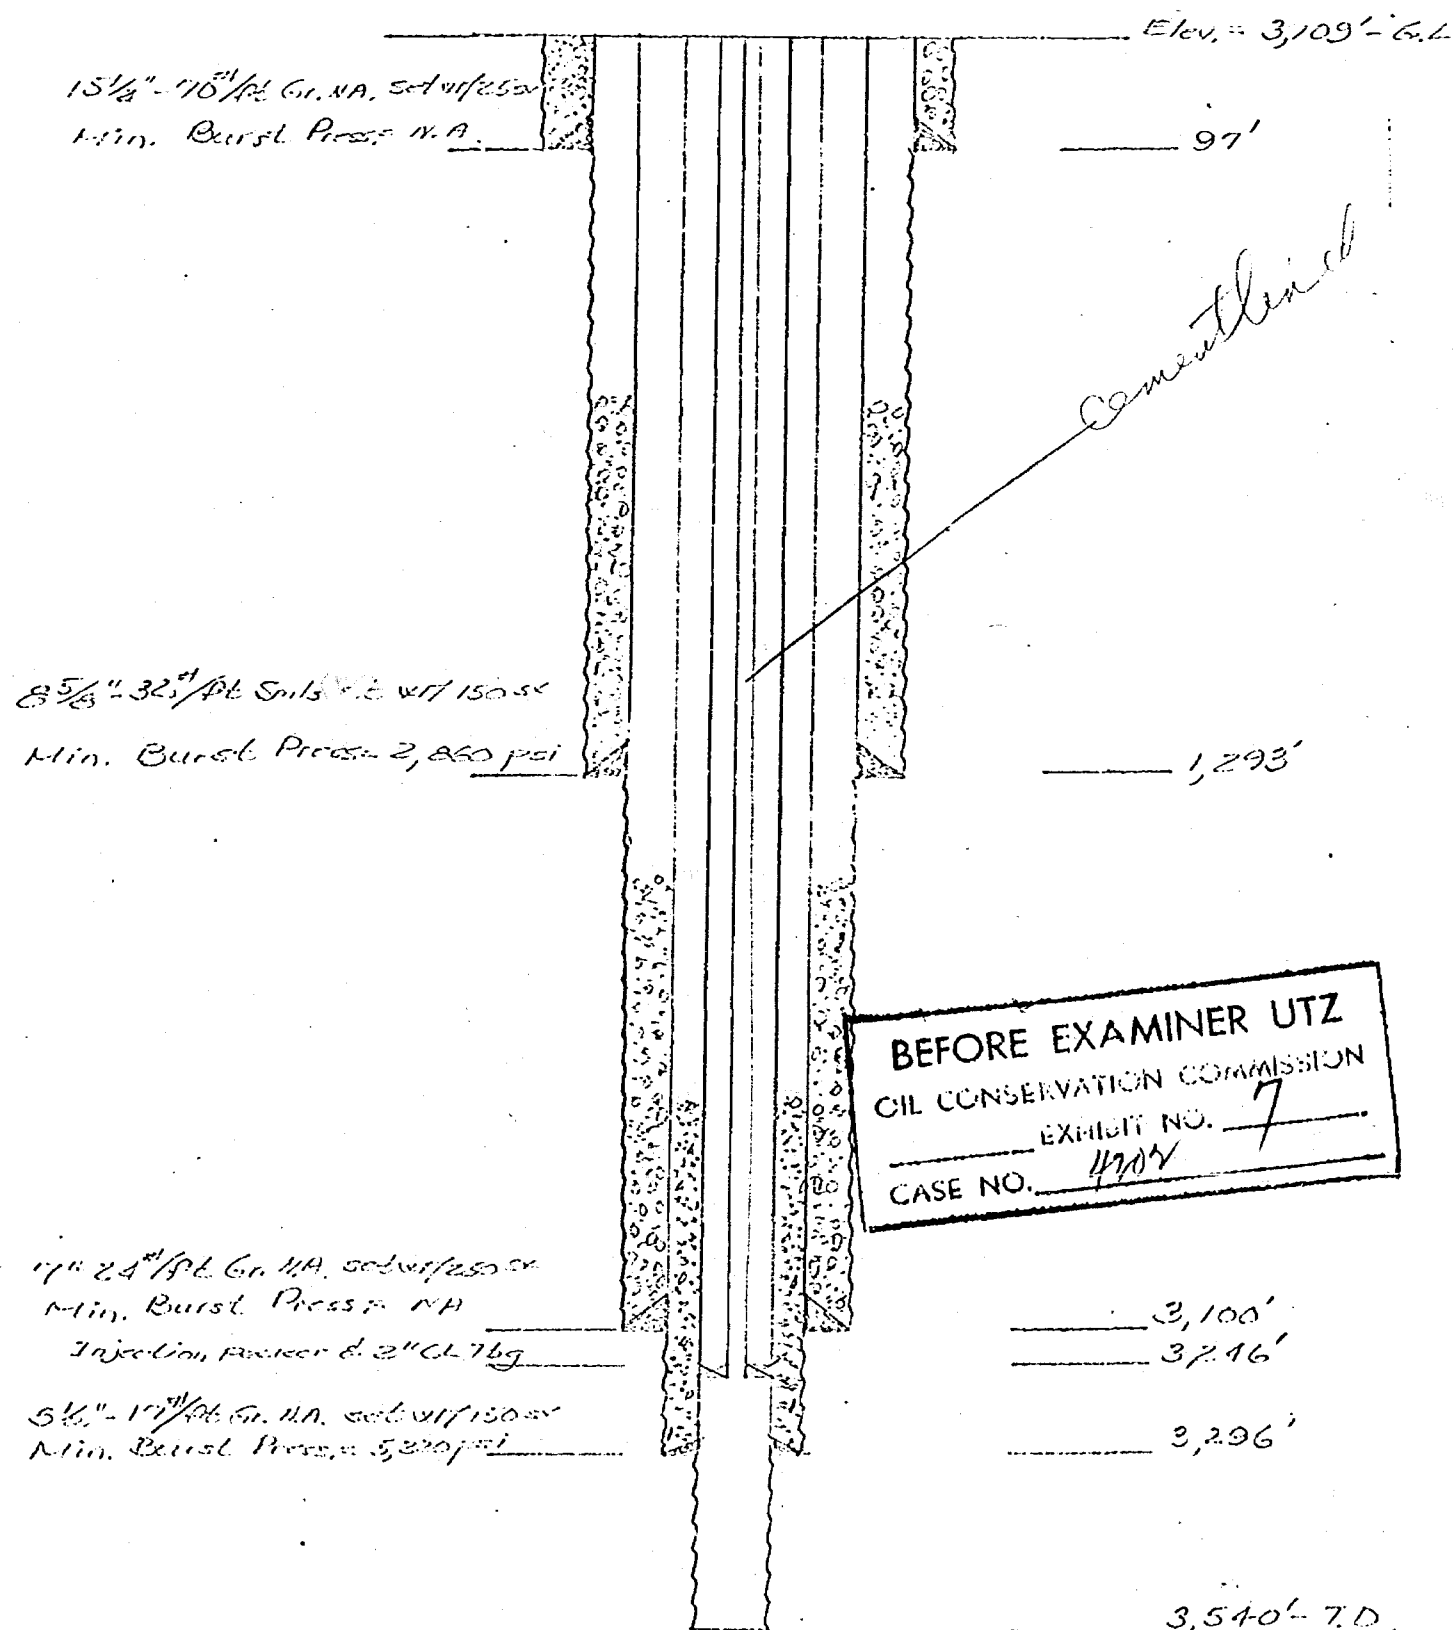 Elev. = 3,109' - G.L
15½" - 70#/ft Gr. NA. set w/25sx
Min. Burst Press= N.A.
97'
Cementlined
8⅝" - 32#/ft Smls w/150 sx
Min. Burst Press= 2,860 psi
1,293'
BEFORE EXAMINER UTZ
OIL CONSERVATION COMMISSION
EXHIBIT NO. 7
CASE NO.
7" 24#/ft Gr. NA. set w/250 sx
Min. Burst Press= NA
3,100'
Injection packer & 2" CL Tbg
3,246'
5½" - 17#/ft Gr. NA. set w/150 sx
Min. Burst Press.= 5,320 psi
3,296'
3,540' - T.D.